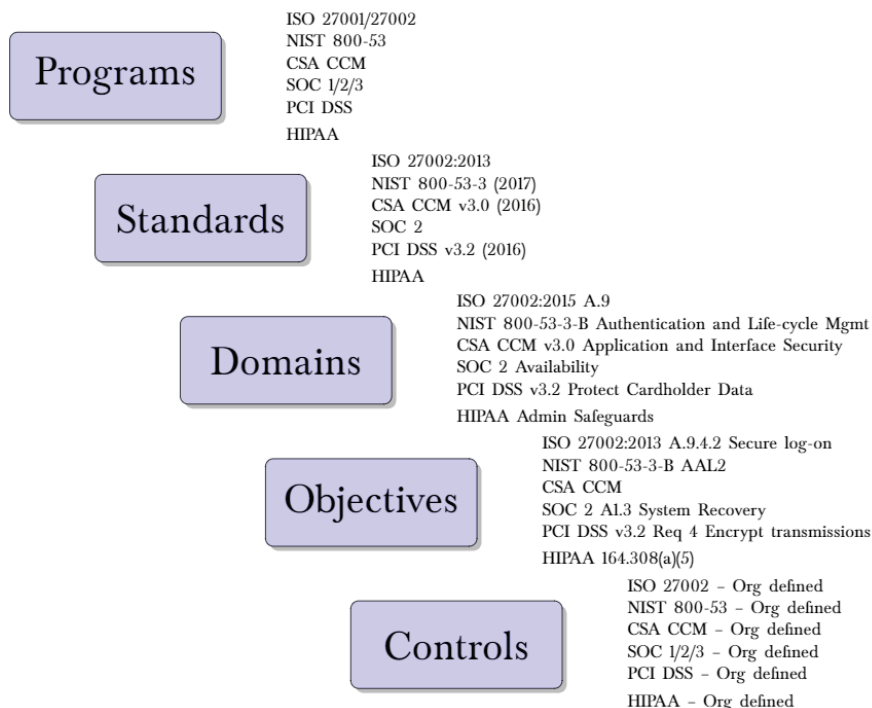 Programs
ISO 27001/27002
NIST 800-53
CSA CCM
SOC 1/2/3
PCI DSS
HIPAA
Standards
ISO 27002:2013
NIST 800-53-3 (2017)
CSA CCM v3.0 (2016)
SOC 2
PCI DSS v3.2 (2016)
HIPAA
Domains
ISO 27002:2015 A.9
NIST 800-53-3-B Authentication and Life-cycle Mgmt
CSA CCM v3.0 Application and Interface Security
SOC 2 Availability
PCI DSS v3.2 Protect Cardholder Data
HIPAA Admin Safeguards
Objectives
ISO 27002:2013 A.9.4.2 Secure log-on
NIST 800-53-3-B AAL2
CSA CCM
SOC 2 A1.3 System Recovery
PCI DSS v3.2 Req 4 Encrypt transmissions
HIPAA 164.308(a)(5)
Controls
ISO 27002 – Org defined
NIST 800-53 – Org defined
CSA CCM – Org defined
SOC 1/2/3 – Org defined
PCI DSS – Org defined
HIPAA – Org defined